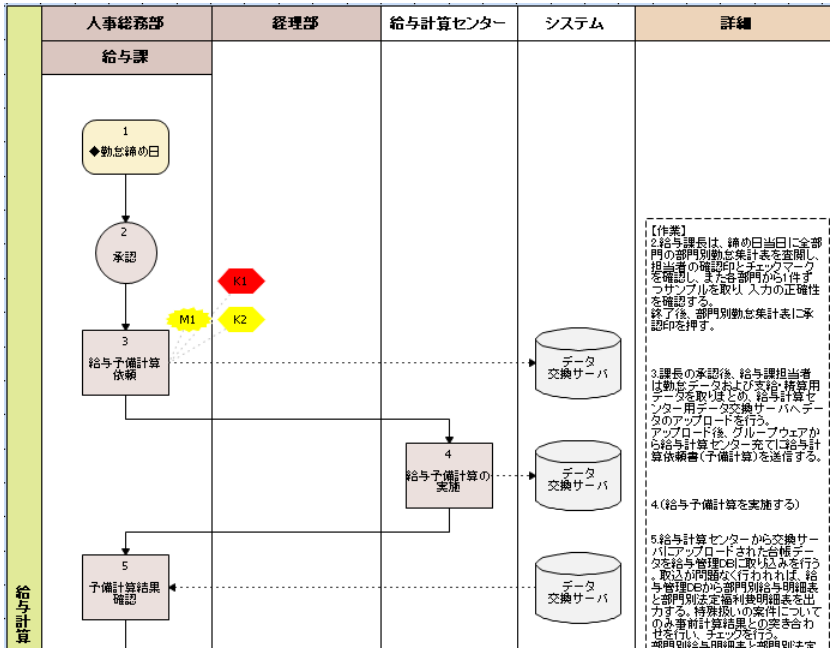 人事総務部
経理部
給与計算センター
システム
詳細
給与課
1
◆勤怠締め日
2
承認
K1
M1
K2
3
給与予備計算
依頼
データ
交換サーバ
4
給与予備計算の
実施
データ
交換サーバ
5
予備計算結果
確認
データ
交換サーバ
給与計算
【作業】
2.給与課長は、締め日当日に全部
門の部門別勤怠集計表を査閲し、
担当者の確認印とチェックマーク
を確認し、また各部門から1件ず
つサンプルを取り、入力の正確性
を確認する。
終了後、部門別勤怠集計表に承
認印を押す。
3.課長の承認後、給与課担当者
は勤怠データおよび支給・積算用
データを取りまとめ、給与計算セ
ンター用データ交換サーバへデー
タのアップロードを行う。
アップロード後、グループウェアか
ら給与計算センター充てに給与計
算依頼書(予備計算)を送信する。
4.(給与予備計算を実施する)
5.給与計算センターから交換サー
バにアップロードされた台帳デー
タを給与管理DBに取り込みを行う
。取込が問題なく行われれば、給
与管理DBから部門別給与明細表
と部門別法定福利費明細表を出
力する。特殊扱いの案件について
のみ事前計算結果との突き合わ
せを行い、チェックを行う。
部門別給与明細表と部門別法定